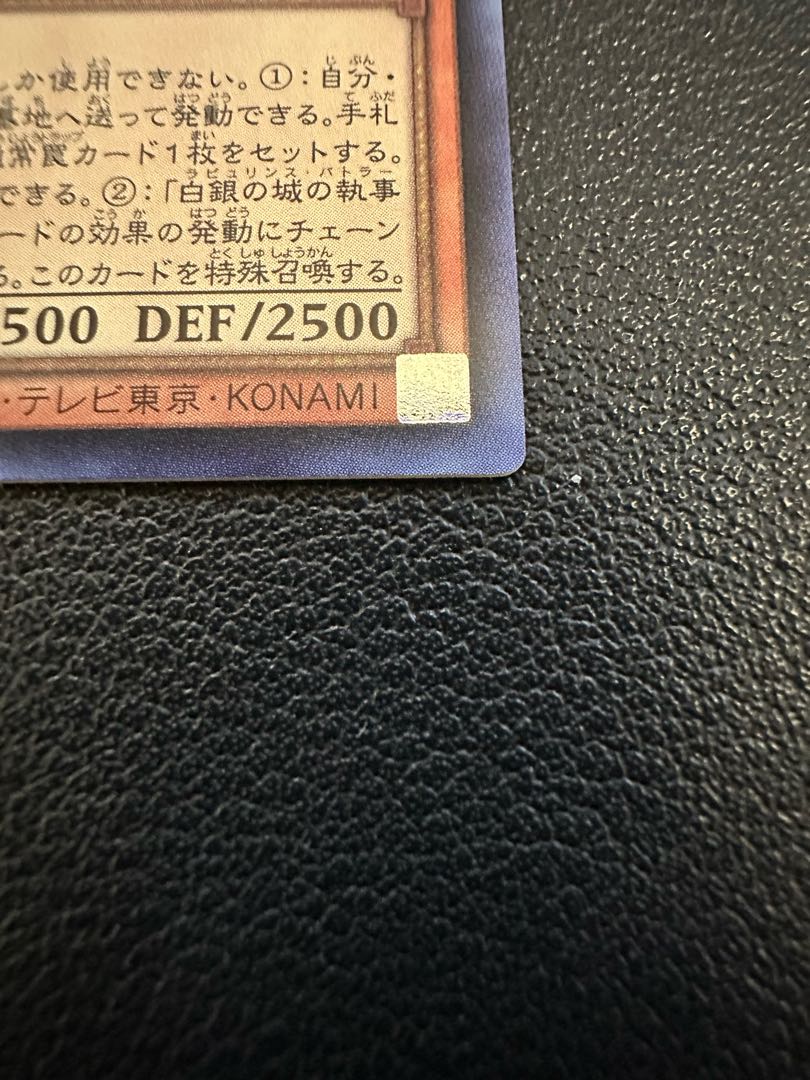 しか使用できない。①:自分・
墓地へ送って発動できる。手札
通常罠カード1枚をセットする。
できる。②:「白銀の城の執事
ードの効果の発動にチェーン
る。このカードを特殊召喚する。
500 DEF/2500
・テレビ東京・KONAMI